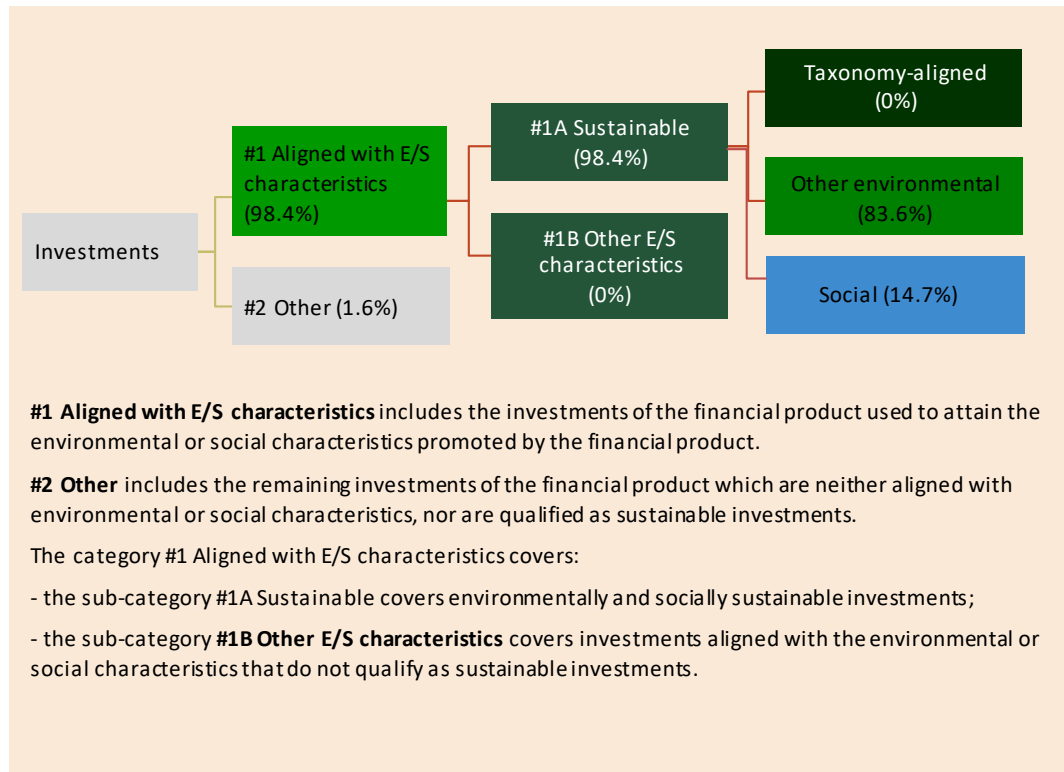 Investments
#1 Aligned with E/S
characteristics
(98.4%)
#2 Other (1.6%)
#1A Sustainable
(98.4%)
#1B Other E/S
characteristics
(0%)
Taxonomy-aligned
(0%)
Other environmental
(83.6%)
Social (14.7%)
#1 Aligned with E/S characteristics includes the investments of the financial product used to attain the
environmental or social characteristics promoted by the financial product.
#2 Other includes the remaining investments of the financial product which are neither aligned with
environmental or social characteristics, nor are qualified as sustainable investments.
The category #1 Aligned with E/S characteristics covers:
- the sub-category #1A Sustainable covers environmentally and socially sustainable investments;
- the sub-category #1B Other E/S characteristics covers investments aligned with the environmental or
social characteristics that do not qualify as sustainable investments.